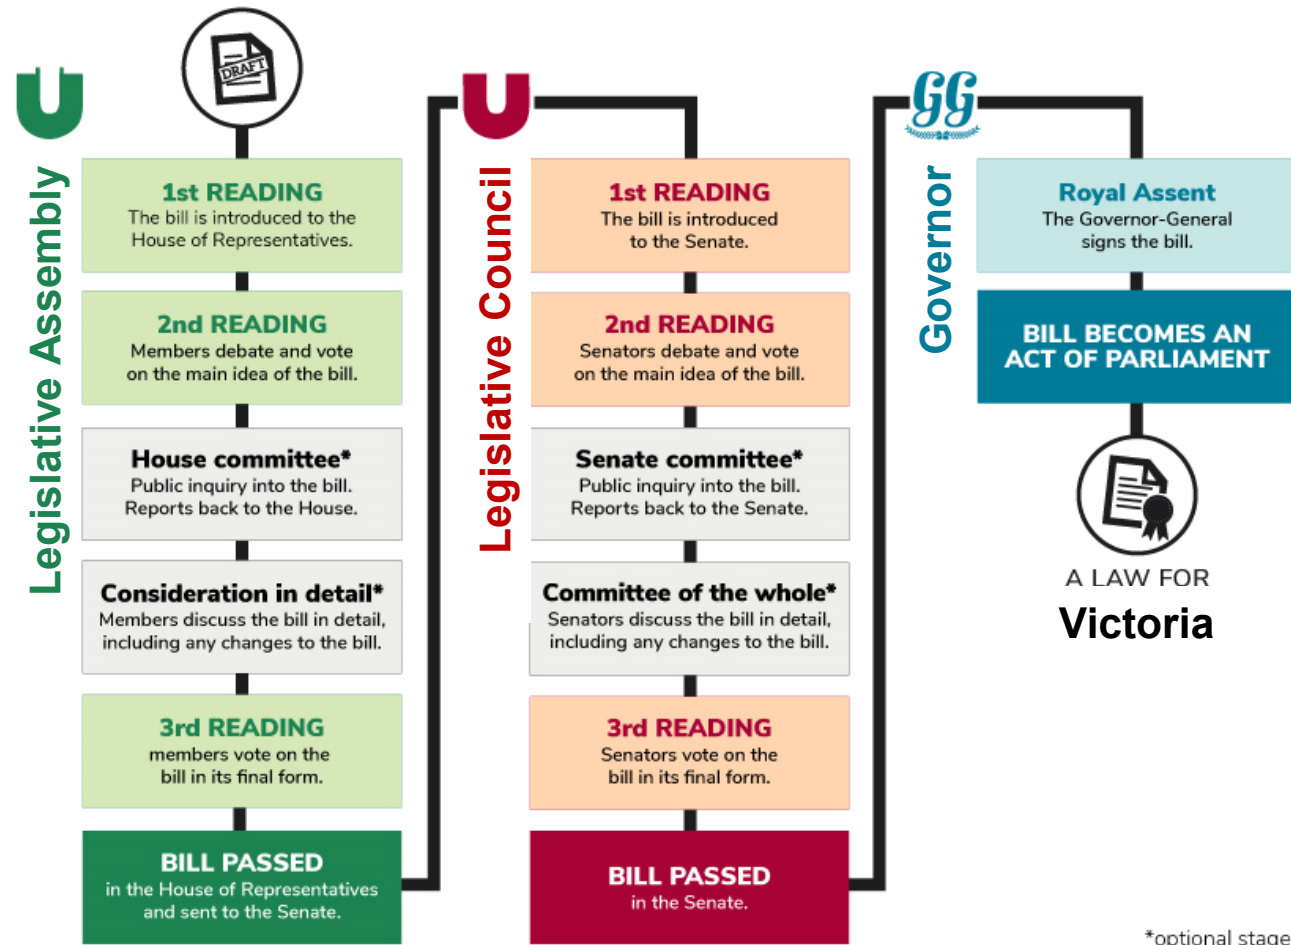 DRAFT
Legislative Assembly
1st READING
The bill is introduced to the
House of Representatives.
2nd READING
Members debate and vote
on the main idea of the bill.
House committee*
Public inquiry into the bill.
Reports back to the House.
Consideration in detail*
Members discuss the bill in detail,
including any changes to the bill.
3rd READING
members vote on the
bill in its final form.
BILL PASSED
in the House of Representatives
and sent to the Senate.
Legislative Council
1st READING
The bill is introduced
to the Senate.
2nd READING
Senators debate and vote
on the main idea of the bill.
Senate committee*
Public inquiry into the bill.
Reports back to the Senate.
Committee of the whole*
Senators discuss the bill in detail,
including any changes to the bill.
3rd READING
Senators vote on the
bill in its final form.
BILL PASSED
in the Senate.
GG
Governor
Royal Assent
The Governor-General
signs the bill.
BILL BECOMES AN
ACT OF PARLIAMENT
A LAW FOR
Victoria
*optional stage